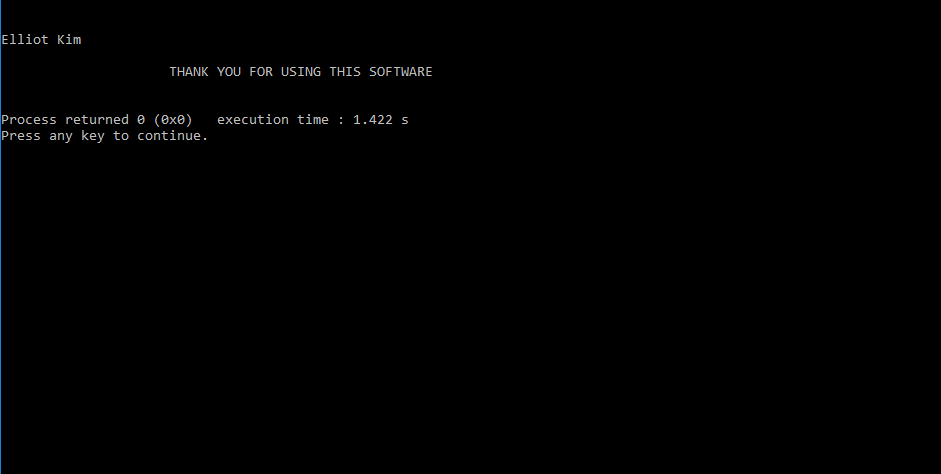 Elliot Kim
THANK YOU FOR USING THIS SOFTWARE
Process returned 0 (0x0)   execution time : 1.422 s
Press any key to continue.